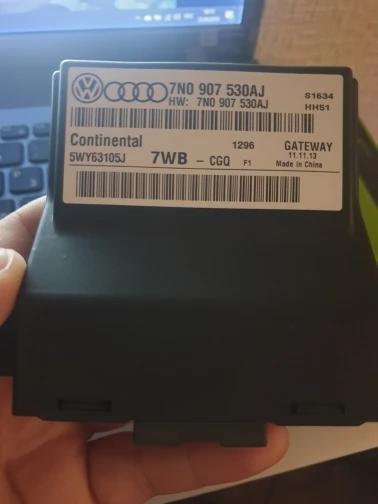 7N0 907 530AJ S1634
HW: 7N0 907 530AJ HH51
Continental 1296 GATEWAY
5WY63105J 7WB - CGQ F1 11.11.13
Made in China